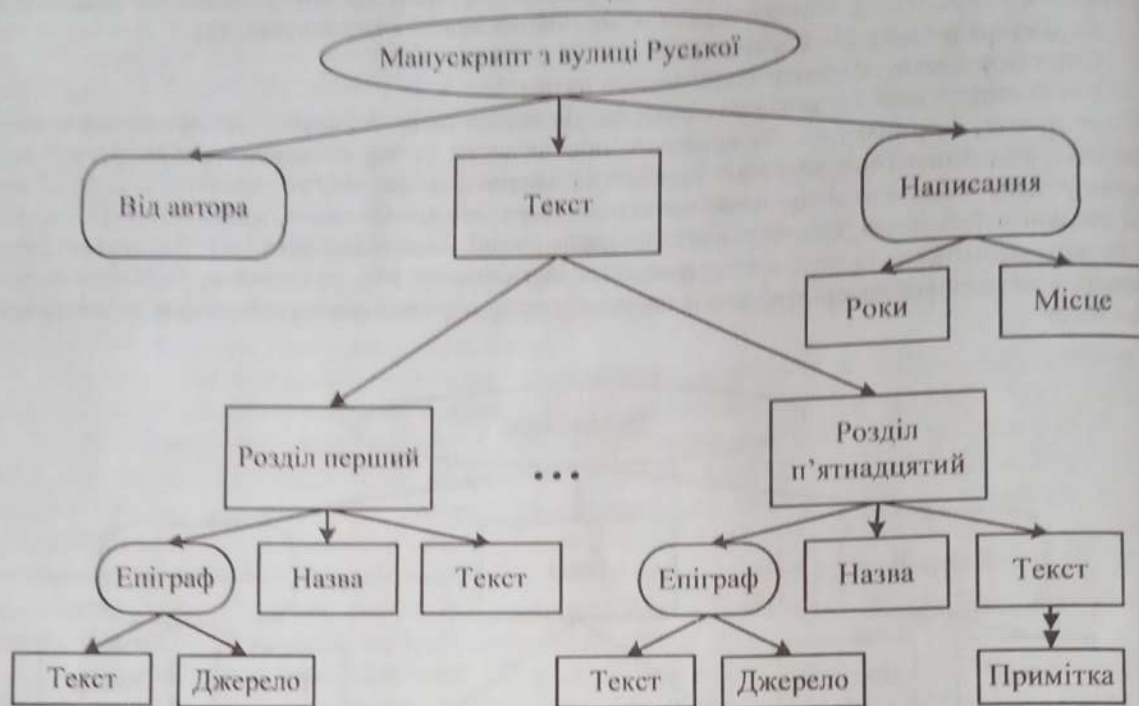 Манускрипт з вулиці Руської
Від автора
Текст
Написання
Роки
Місце
Розділ перший
...
Розділ
п’ятнадцятий
Епіграф
Назва
Текст
Епіграф
Назва
Текст
Текст
Джерело
Текст
Джерело
Примітка